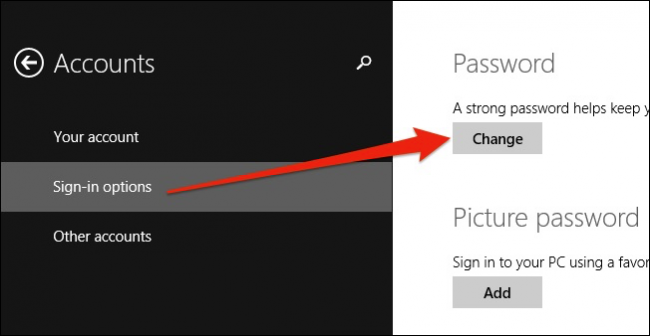 Accounts
Your account
Sign-in options
Other accounts
Password
A strong password helps keep
Change
Picture password
Sign in to your PC using a
Add